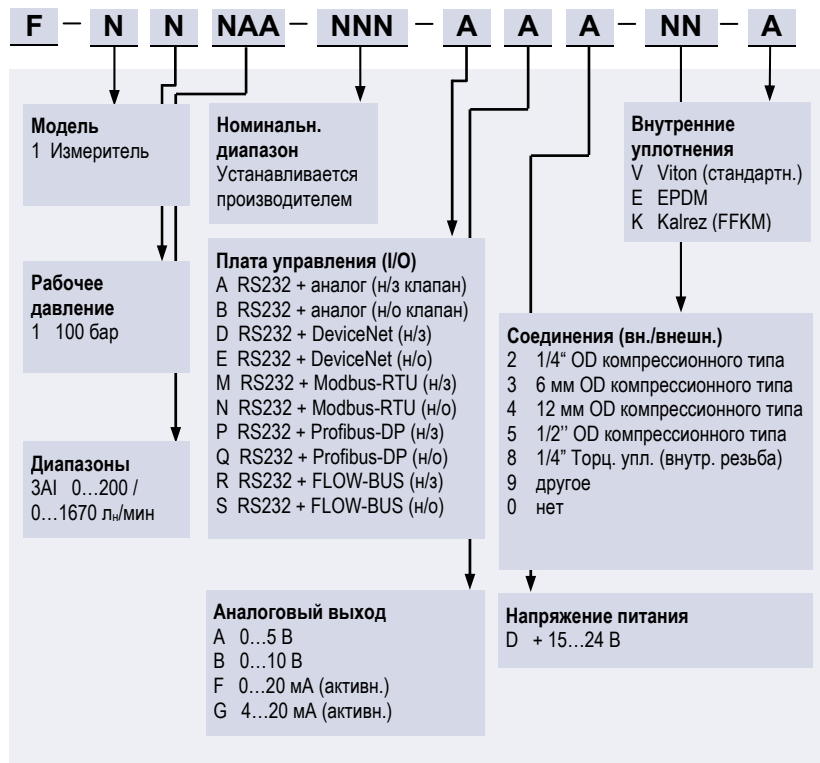 F – N N NAA – NNN – A A A – NN – A
Модель
1 Измеритель
Номинальн.
диапазон
Устанавливается
производителем
Внутренние
уплотнения
V Viton (стандартн.)
E EPDM
K Kalrez (FFKM)
Рабочее
давление
1 100 бар
Плата управления (I/O)
A RS232 + аналог (н/з клапан)
B RS232 + аналог (н/о клапан)
D RS232 + DeviceNet (н/з)
E RS232 + DeviceNet (н/о)
M RS232 + Modbus-RTU (н/з)
N RS232 + Modbus-RTU (н/о)
P RS232 + Profibus-DP (н/з)
Q RS232 + Profibus-DP (н/о)
R RS232 + FLOW-BUS (н/з)
S RS232 + FLOW-BUS (н/о)
Соединения (вн./внешн.)
2 1/4“ OD компрессионного типа
3 6 мм OD компрессионного типа
4 12 мм OD компрессионного типа
5 1/2’’ OD компрессионного типа
8 1/4” Торц. упл. (внутр. резьба)
9 другое
0 нет
Диапазоны
3AI 0…200 /
0…1670 лн/мин
Аналоговый выход
A 0…5 В
B 0…10 В
F 0…20 мА (активн.)
G 4…20 мА (активн.)
Напряжение питания
D + 15…24 В